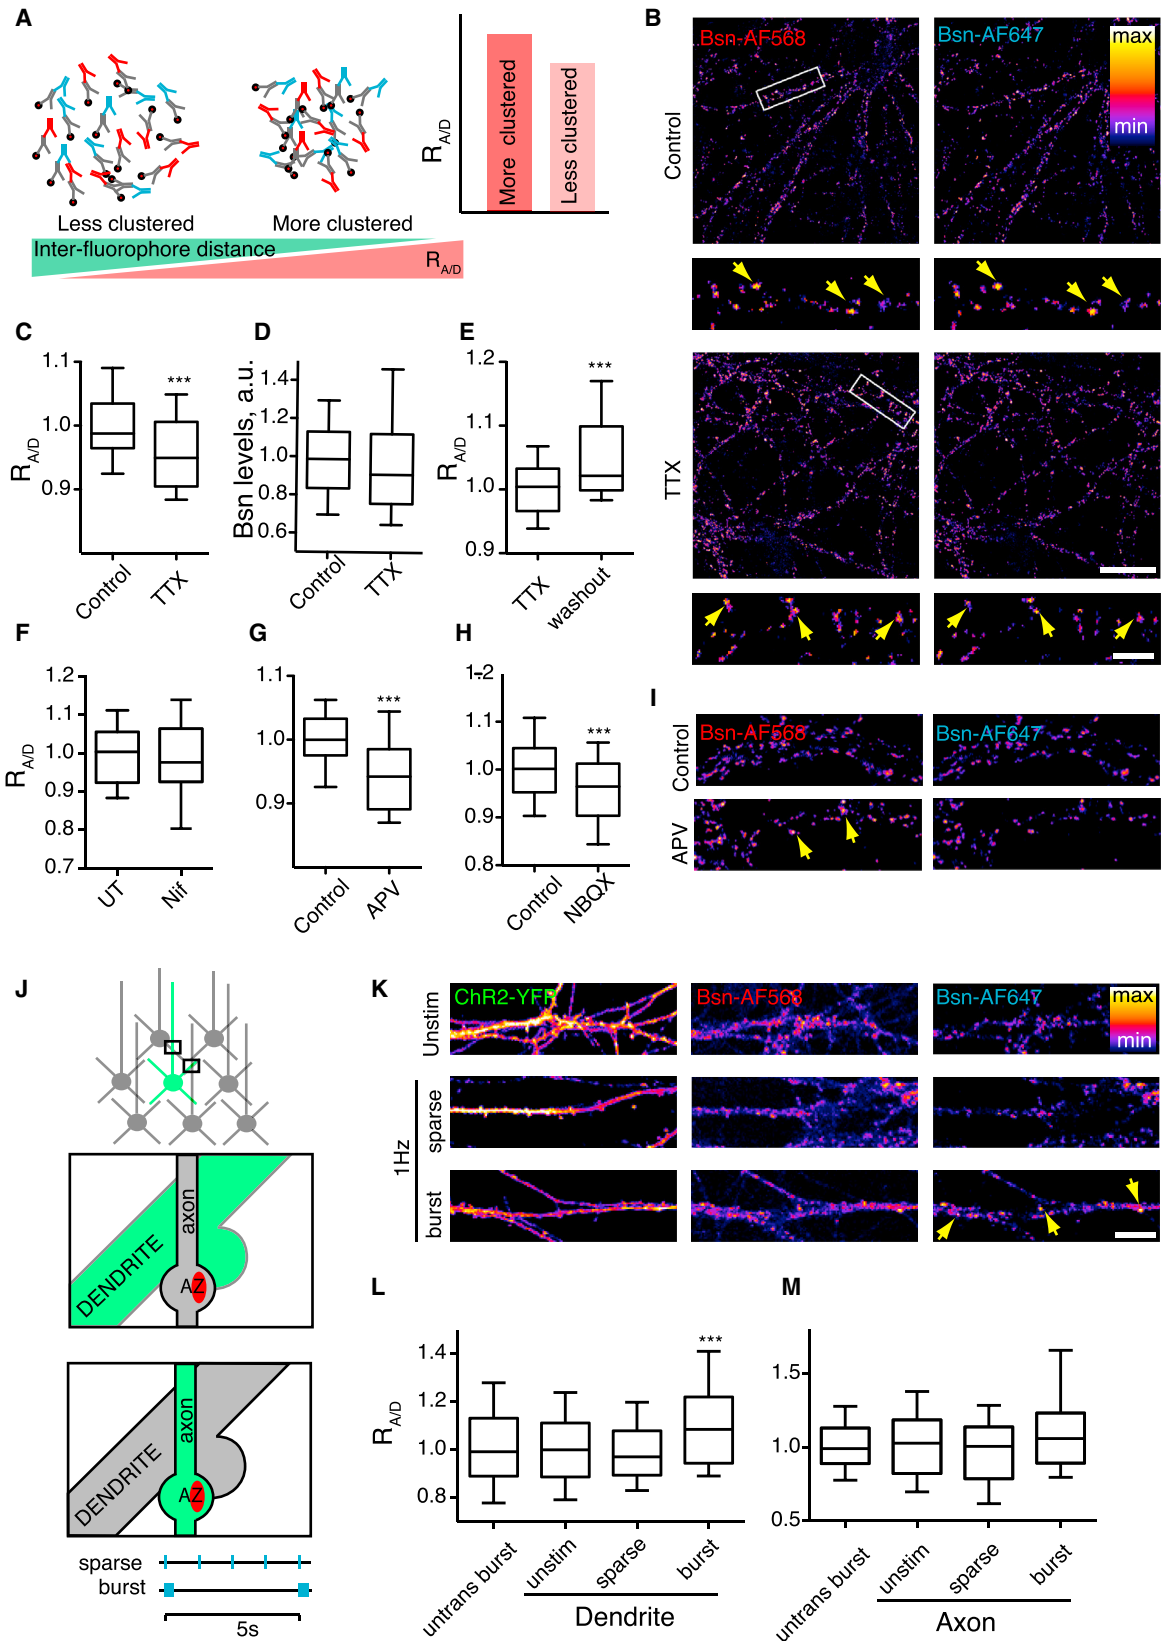 A
Less clustered
More clustered
Inter-fluorophore distance
R A/D
R A/D
More clustered
Less clustered
B
Bsn-AF568
Bsn-AF647
max
min
Control
TTX
C
R A/D
1.1
1.0
0.9
***
Control
TTX
D
Bsn levels, a.u.
1.4
1.2
1.0
0.8
0.6
Control
TTX
E
R A/D
1.2
1.1
1.0
0.9
***
TTX
washout
F
R A/D
1.2
1.1
1.0
0.9
0.8
0.7
UT
Nif
G
1.1
1.0
0.9
***
Control
APV
H
1.2
1.1
1.0
0.9
0.8
***
Control
NBQX
I
Bsn-AF568
Bsn-AF647
Control
APV
J
DENDRITE
axon
AZ
DENDRITE
axon
AZ
sparse
burst
5s
K
ChR2-YFP
Bsn-AF568
Bsn-AF647
max
min
Unstim
1Hz
sparse
burst
L
R A/D
1.4
1.2
1.0
0.8
***
untrans burst
unstim
sparse
burst
Dendrite
M
1.5
1.0
0.5
untrans burst
unstim
sparse
burst
Axon